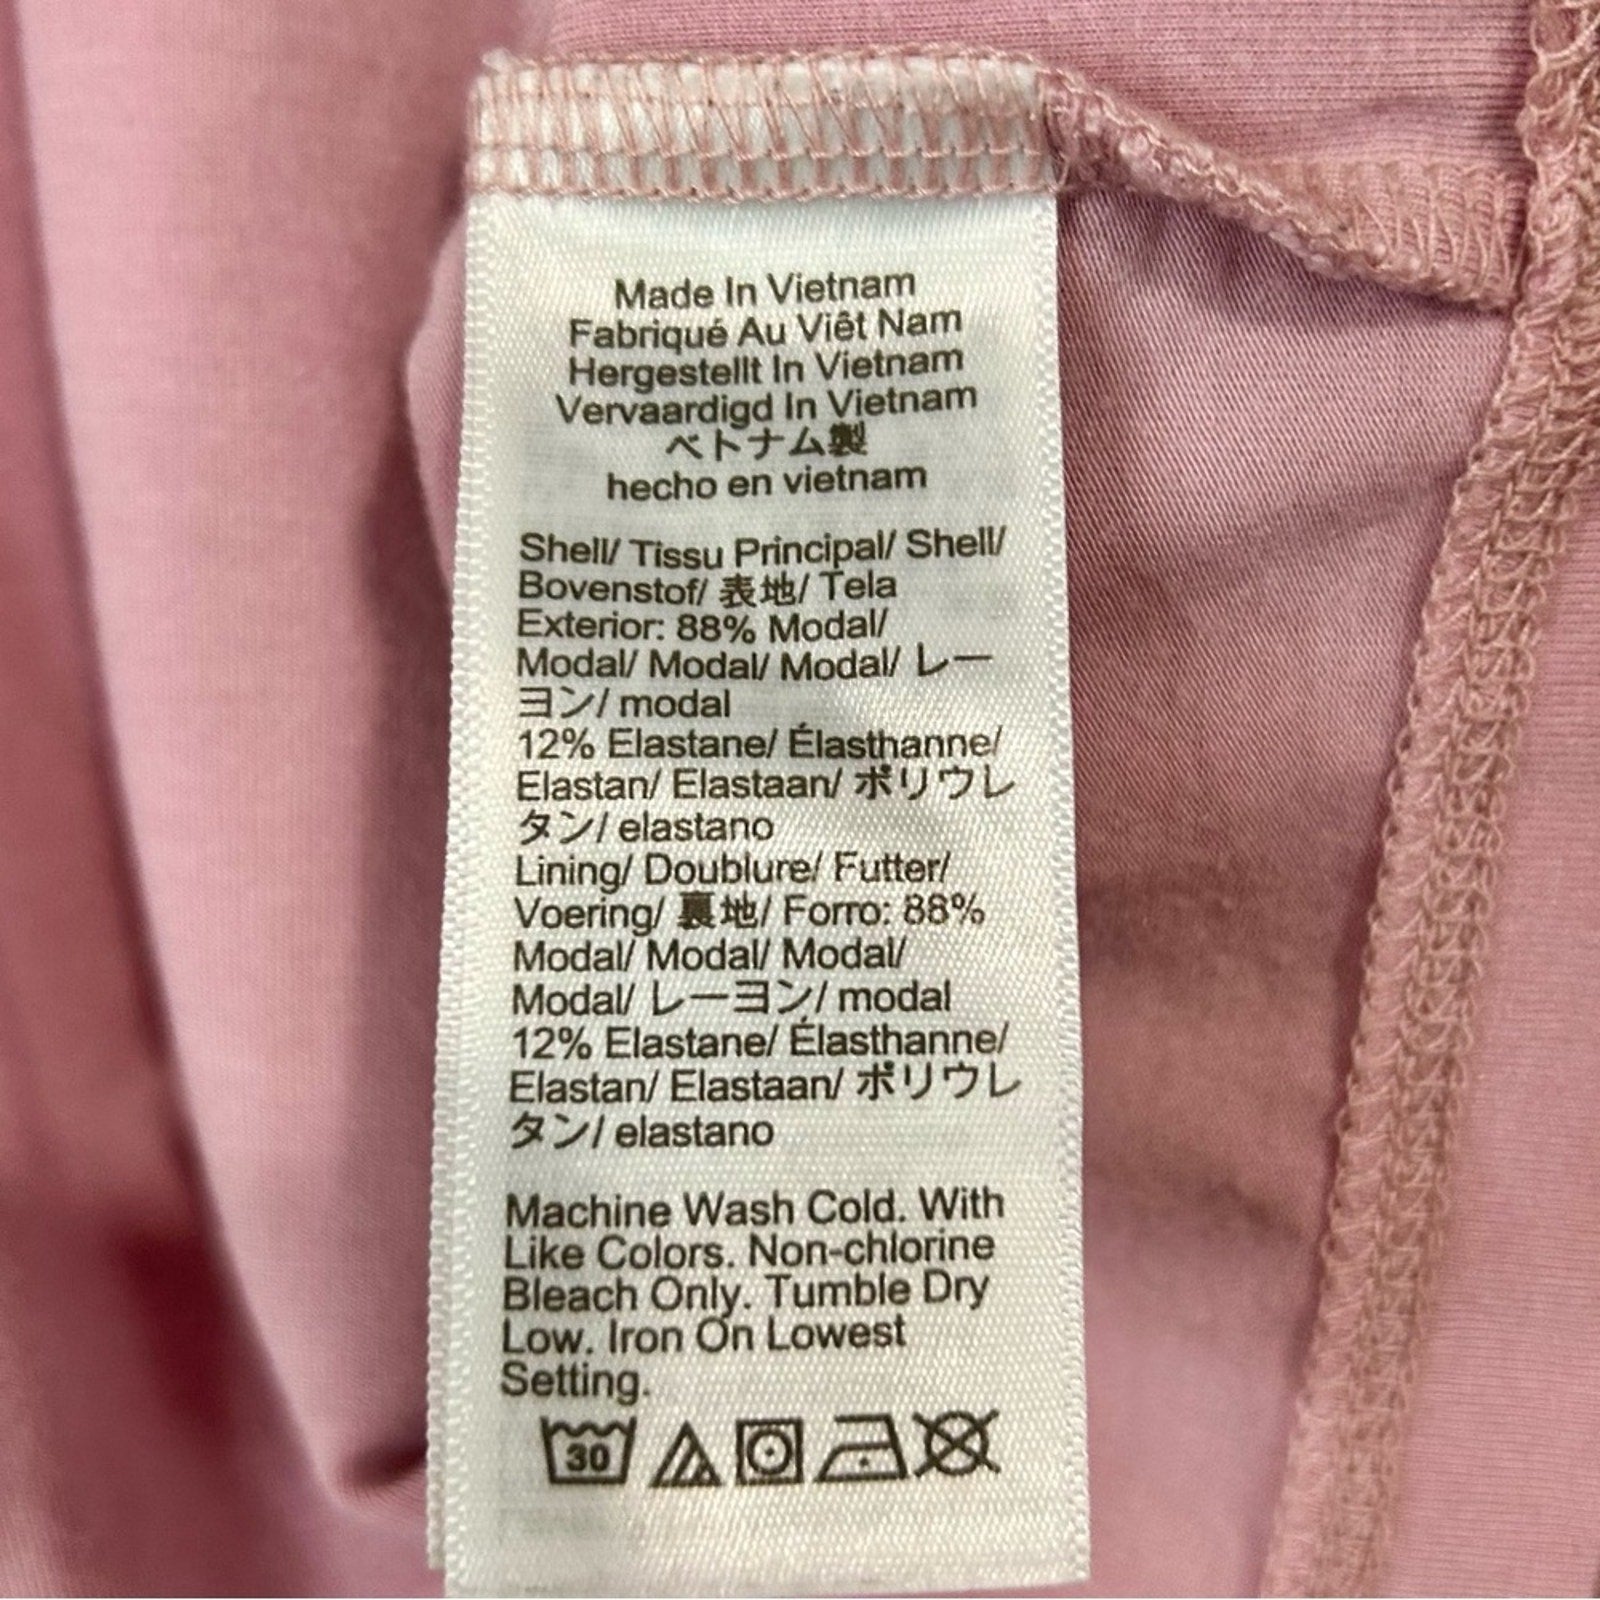 Made In Vietnam
Fabriqué Au Viêt Nam
Hergestellt In Vietnam
Vervaardigd In Vietnam
ベトナム製
hecho en vietnam
Shell/ Tissu Principal/ Shell/
Bovenstof/ 表地/ Tela
Exterior: 88% Modal/
Modal/ Modal/ Modal/ レー
ヨン/ modal
12% Elastane/ Élasthanne/
Elastan/ Elastaan/ ポリウレ
タン/ elastano
Lining/ Doublure/ Futter/
Voering/ 裏地/ Forro: 88%
Modal/ Modal/ Modal/
Modal/ レーヨン/ modal
12% Elastane/ Élasthanne/
Elastan/ Elastaan/ ポリウレ
タン/ elastano
Machine Wash Cold. With
Like Colors. Non-chlorine
Bleach Only. Tumble Dry
Low. Iron On Lowest
Setting.
30